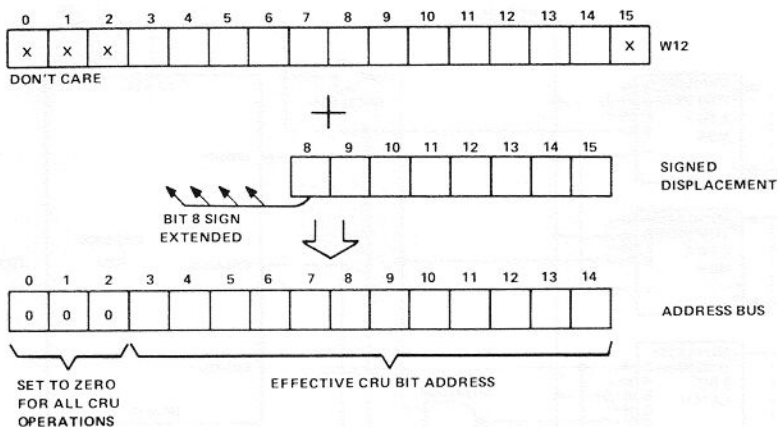 0 1 2 3 4 5 6 7 8 9 10 11 12 13 14 15
X X X X W12
DON'T CARE
+
8 9 10 11 12 13 14 15
SIGNED
DISPLACEMENT
BIT 8 SIGN
EXTENDED
0 1 2 3 4 5 6 7 8 9 10 11 12 13 14
0 0 0 ADDRESS BUS
SET TO ZERO
FOR ALL CRU
OPERATIONS
EFFECTIVE CRU BIT ADDRESS